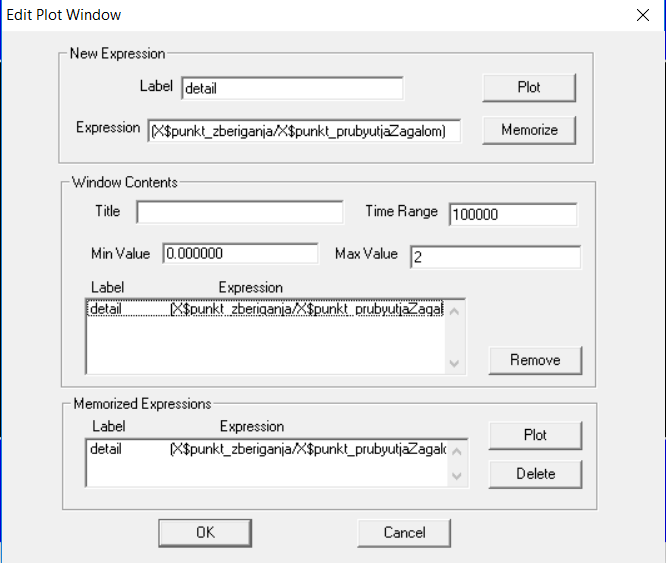 Edit Plot Window
New Expression
Label detail Plot
Expression (X$punkt_zberiganja/X$punkt_prubyutjaZagalom) Memorize
Window Contents
Title Time Range 100000
Min Value 0.000000 Max Value 2
Label Expression
detail (X$punkt_zberiganja/X$punkt_prubyutjaZagal
Remove
Memorized Expressions
Label Expression
Plot
detail (X$punkt_zberiganja/X$punkt_prubyutjaZagalo
Delete
OK Cancel